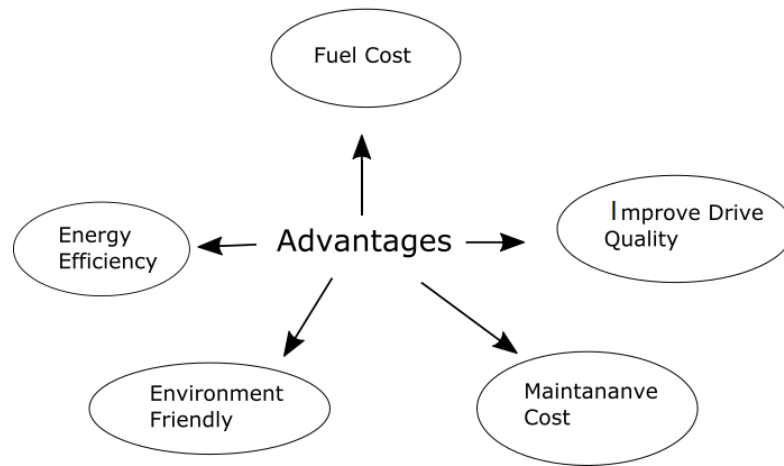 Fuel Cost
Improve Drive
Quality
Energy
Efficiency
Advantages
Environment
Friendly
Maintananve
Cost